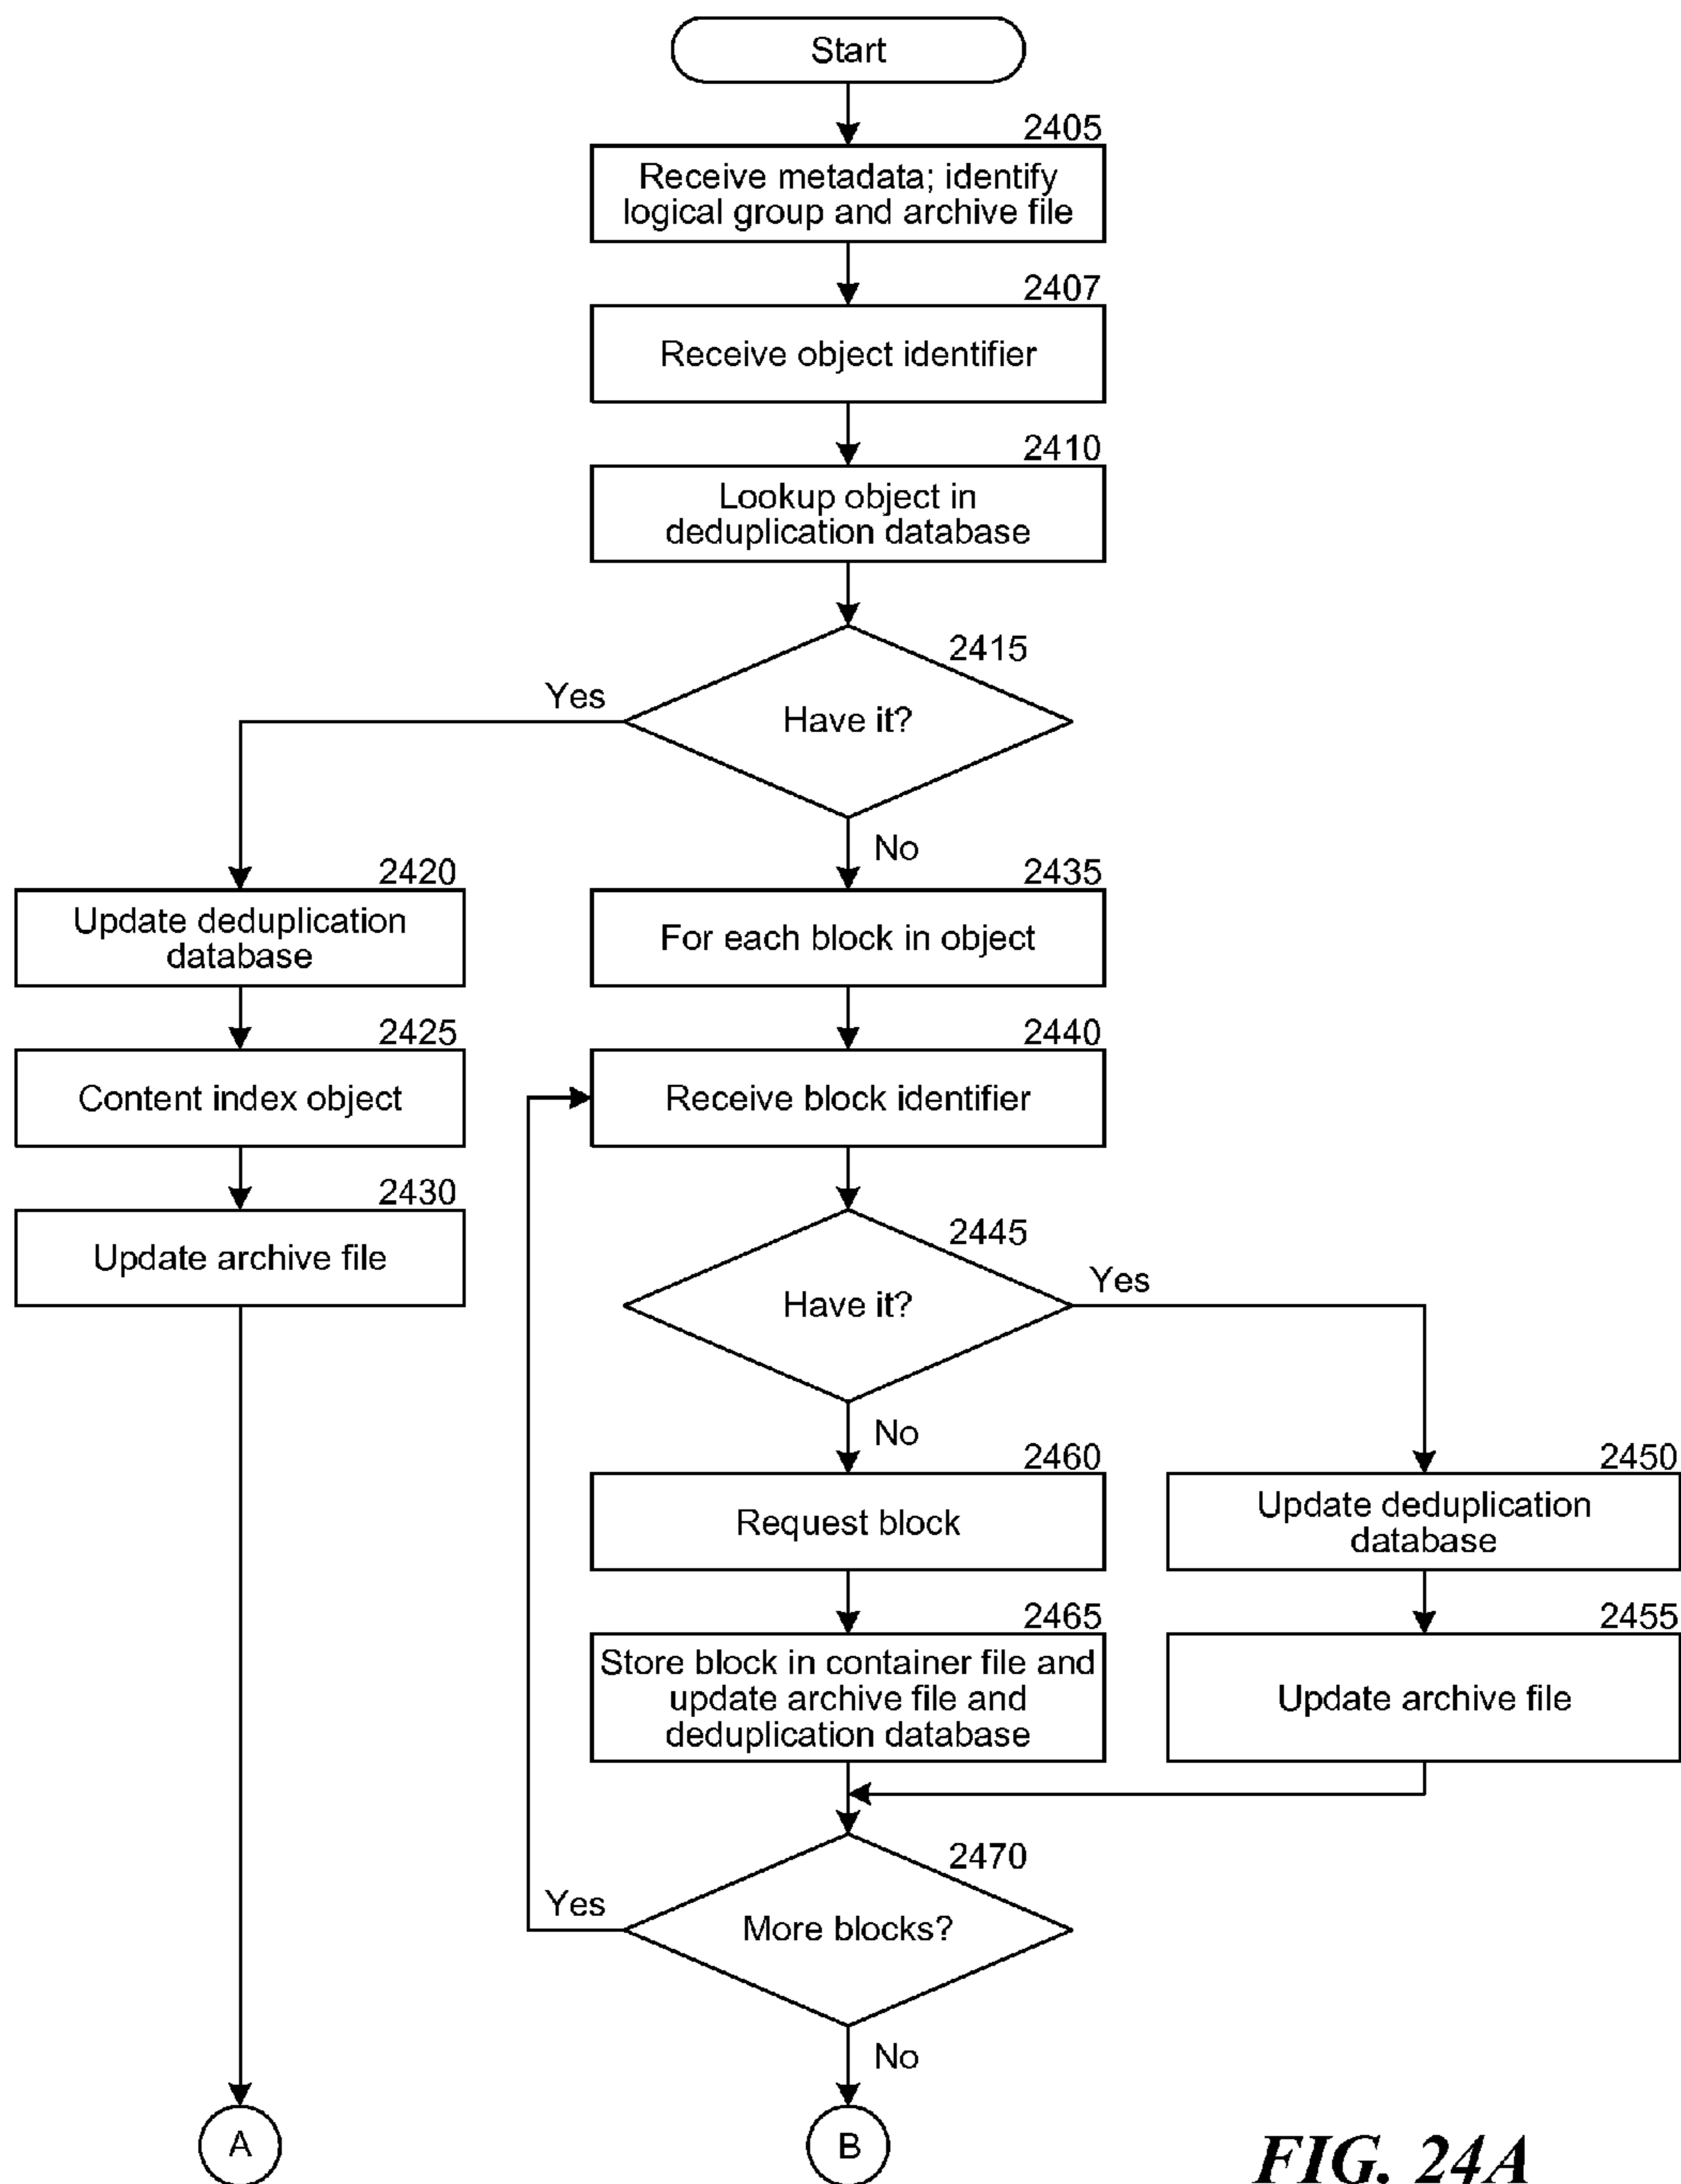 Start
2405
Receive metadata; identify
logical group and archive file
2407
Receive object identifier
2410
Lookup object in
deduplication database
2415
Yes
Have it?
No
2420
Update deduplication
database
2435
For each block in object
2425
Content index object
2440
Receive block identifier
2430
Update archive file
2445
Yes
Have it?
No
2460
Request block
2450
Update deduplication
database
2465
Store block in container file and
update archive file and
deduplication database
2455
Update archive file
2470
Yes
More blocks?
No
A
B
FIG. 24A